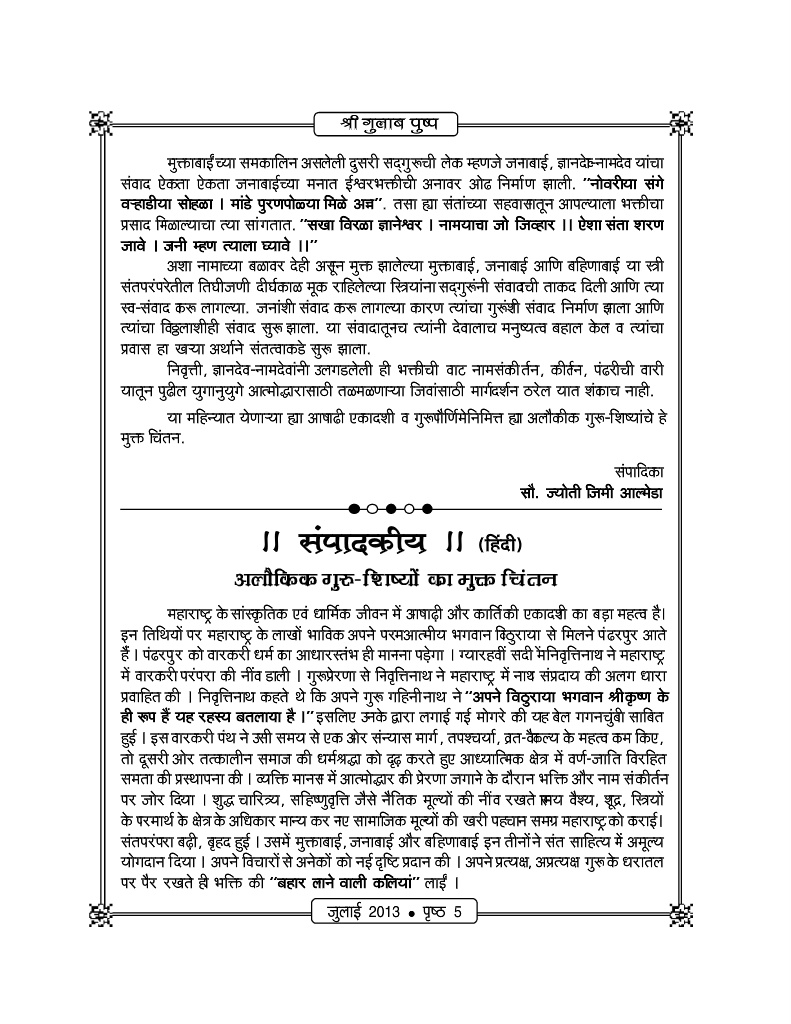 श्री गुलाब पुष्प
मुक्ताबाईंच्या समकालिन असलेली दुसरी सद्‌गुरूची लेक म्हणजे जनाबाई, ज्ञानदेव-नामदेव यांचा
संवाद ऐकता ऐकता जनाबाईच्या मनात ईश्वरभक्तीची अनावर ओढ निर्माण झाली. "नोवरीया संगे
वऱ्हाडीया सोहळा । मांडे पुरणपोळ्या मिळे अन्न". तसा ह्या संतांच्या सहवासातून आपल्याला भक्तीचा
प्रसाद मिळाल्याचा त्या सांगतात. "सखा विरळा ज्ञानेश्वर । नामयाचा जो जिव्हार ।। ऐशा संता शरण
जावे । जनी म्हण त्याला घ्यावे ।।"
अशा नामाच्या बळावर देही असून मुक्त झालेल्या मुक्ताबाई, जनाबाई आणि बहिणाबाई या स्त्री
संतपरंपरेतील तिघीजणी दीर्घकाळ मूक राहिलेल्या स्त्रियांना सद्‌गुरूंनी संवादाची ताकद दिली आणि त्या
स्व-संवाद करू लागल्या. जनांशी संवाद करू लागल्या कारण त्यांचा गुरूंशी संवाद निर्माण झाला आणि
त्यांचा विठ्ठलाशीही संवाद सुरू झाला. या संवादातूनच त्यांनी देवालाच मनुष्यत्व बहाल केल व त्यांचा
प्रवास हा खऱ्या अर्थाने संतत्वाकडे सुरू झाला.
निवृत्ती, ज्ञानदेव-नामदेवांनी उलगडलेली ही भक्तीची वाट नामसंकीर्तन, कीर्तन, पंढरीची वारी
यातून पुढील युगानुयुगे आत्मोद्धारासाठी तळमळणाऱ्या जिवांसाठी मार्गदर्शन ठरेल यात शंकाच नाही.
या महिन्यात येणाऱ्या ह्या आषाढी एकादशी व गुरूपौर्णिमेनिमित्त ह्या अलौकीक गुरू-शिष्यांचे हे
मुक्त चिंतन.
संपादिका
सौ. ज्योती जिमी आल्मेडा
।। संपादकीय ।। (हिंदी)
अलौकिक गुरु-शिष्यों का मुक्त चिंतन
महाराष्ट्र के सांस्कृतिक एवं धार्मिक जीवन में आषाढ़ी और कार्तिकी एकादशी का बड़ा महत्व है।
इन तिथियों पर महाराष्ट्र के लाखों भाविक अपने परमआत्मीय भगवान विठुराया से मिलने पंढरपुर आते
हैं । पंढरपुर को वारकरी धर्म का आधारस्तंभ ही मानना पड़ेगा । ग्यारहवीं सदी में निवृत्तिनाथ ने महाराष्ट्र
में वारकरी परंपरा की नींव डाली । गुरूप्रेरणा से निवृत्तिनाथ ने महाराष्ट्र में नाथ संप्रदाय की अलग धारा
प्रवाहित की । निवृत्तिनाथ कहते थे कि अपने गुरू गहिनीनाथ ने "अपने विठुराया भगवान श्रीकृष्ण के
ही रूप हैं यह रहस्य बतलाया है ।" इसलिए उनके द्वारा लगाई गई मोगरे की यह बेल गगनचुंबी साबित
हुई । इस वारकरी पंथ ने उसी समय से एक ओर संन्यास मार्ग, तपश्चर्या, व्रत-वैकल्य के महत्व कम किए,
तो दूसरी ओर तत्कालीन समाज की धर्मश्रद्धा को दृढ़ करते हुए आध्यात्मिक क्षेत्र में वर्ण-जाति विरहित
समता की प्रस्थापना की । व्यक्ति मानस में आत्मोद्धार की प्रेरणा जगाने के दौरान भक्ति और नाम संकीर्तन
पर जोर दिया । शुद्ध चारित्र्य, सहिष्णुवृत्ति जैसे नैतिक मूल्यों की नींव रखते समय वैश्य, शूद्र, स्त्रियों
के परमार्थ के क्षेत्र के अधिकार मान्य कर नए सामाजिक मूल्यों की खरी पहचान समग्र महाराष्ट्र को कराई।
संतपरंपरा बढ़ी, बृहद हुई । उसमें मुक्ताबाई, जनाबाई और बहिणाबाई इन तीनों ने संत साहित्य में अमूल्य
योगदान दिया । अपने विचारों से अनेकों को नई दृष्टि प्रदान की । अपने प्रत्यक्ष, अप्रत्यक्ष गुरू के धरातल
पर पैर रखते ही भक्ति की "बहार लाने वाली कलियां" लाईं ।
जुलाई 2013 ● पृष्ठ 5